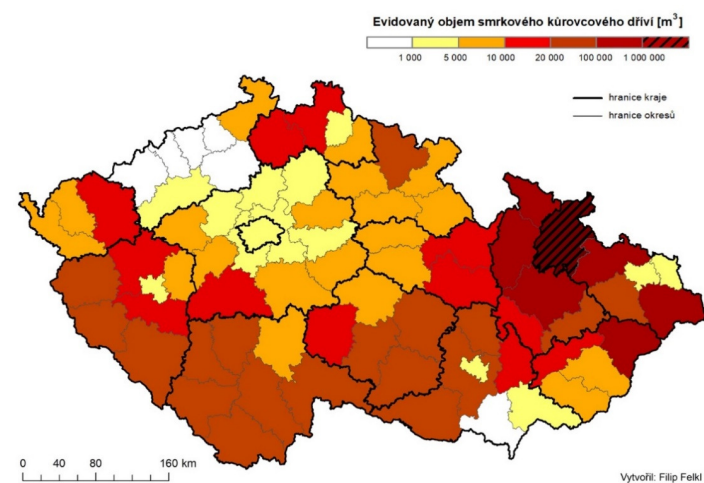 Evidovaný objem smrkového kůrovcového dříví [m³]
1 000 5 000 10 000 20 000 100 000 1 000 000
hranice kraje
hranice okresů
0 40 80 160 km
Vytvořil: Filip Felkl